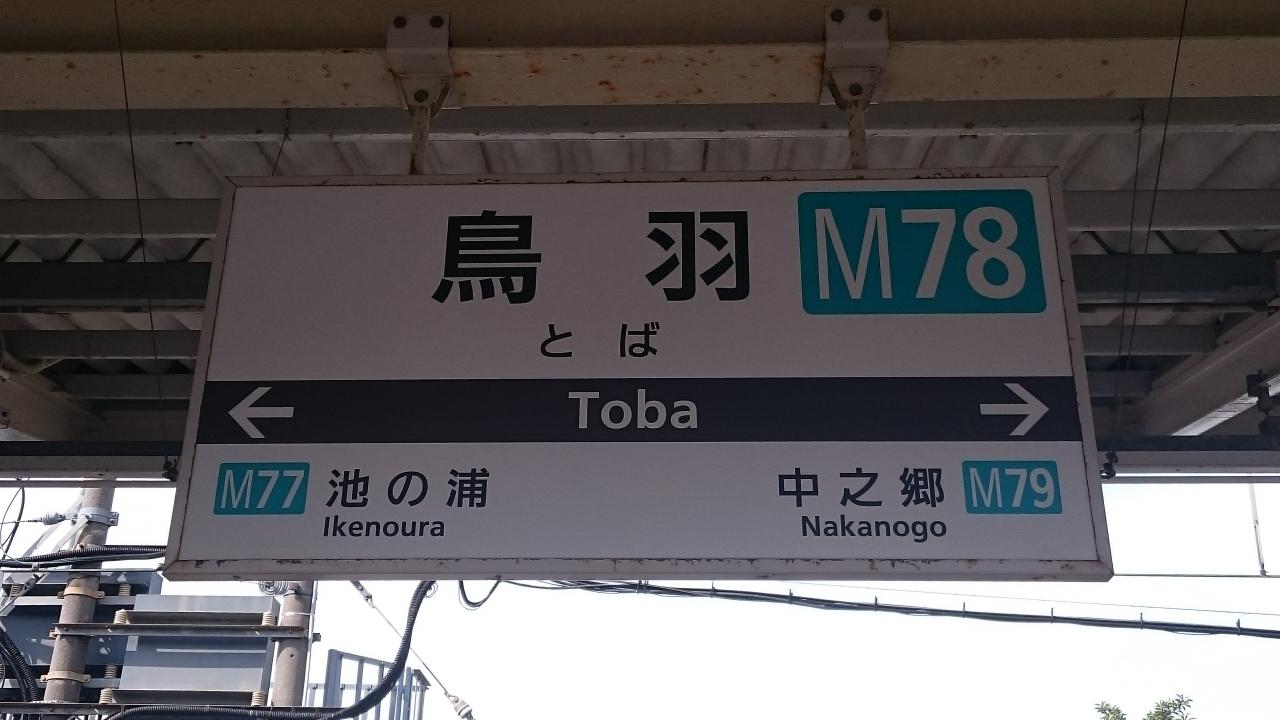 鳥羽 M78
とば
← Toba →
M77 池の浦 中之郷 M79
Ikenoura Nakanogo